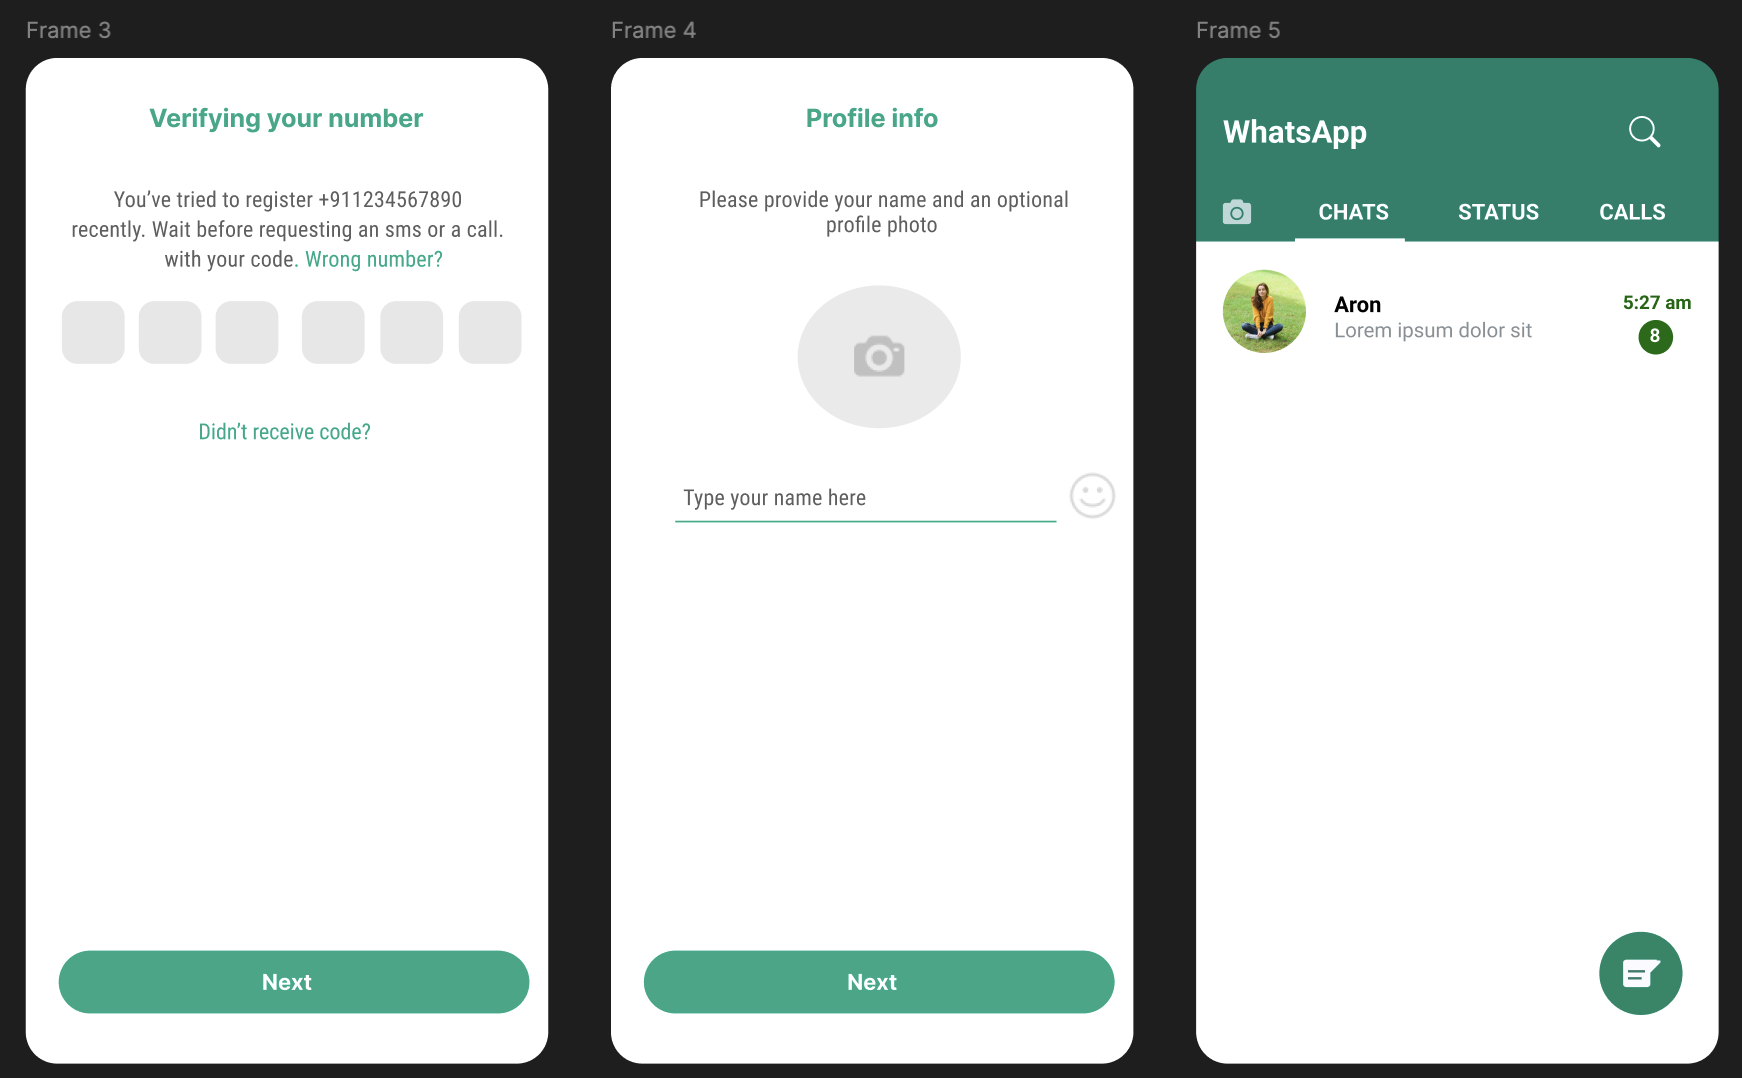 Frame 3
Verifying your number
You’ve tried to register +911234567890
recently. Wait before requesting an sms or a call.
with your code. Wrong number?
Didn’t receive code?
Next
Frame 4
Profile info
Please provide your name and an optional
profile photo
Type your name here
Next
Frame 5
WhatsApp
CHATS STATUS CALLS
Aron 5:27 am
Lorem ipsum dolor sit 8